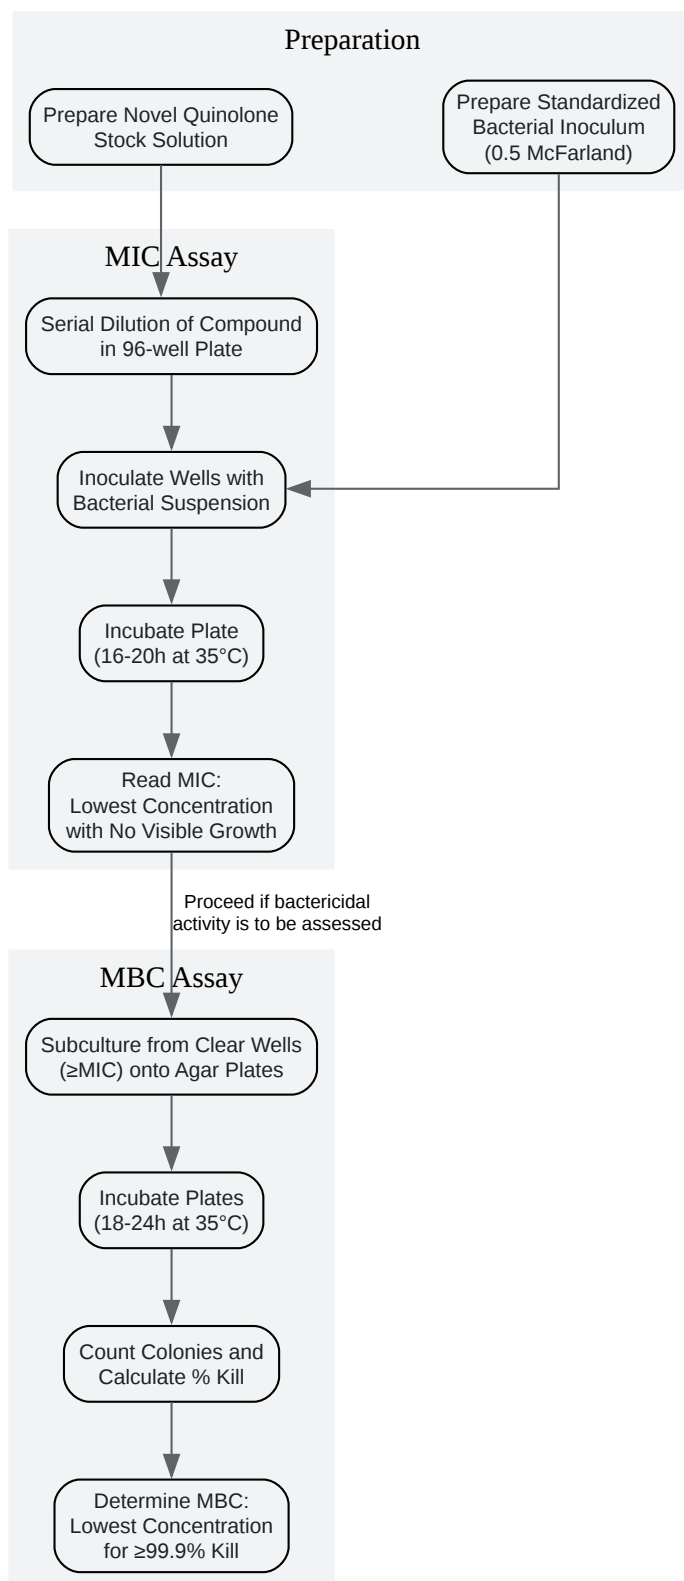 Preparation
Prepare Novel Quinolone
Stock Solution
Prepare Standardized
Bacterial Inoculum
(0.5 McFarland)
MIC Assay
Serial Dilution of Compound
in 96-well Plate
Inoculate Wells with
Bacterial Suspension
Incubate Plate
(16-20h at 35°C)
Read MIC:
Lowest Concentration
with No Visible Growth
Proceed if bactericidal
activity is to be assessed
MBC Assay
Subculture from Clear Wells
(≥MIC) onto Agar Plates
Incubate Plates
(18-24h at 35°C)
Count Colonies and
Calculate % Kill
Determine MBC:
Lowest Concentration
for ≥99.9% Kill